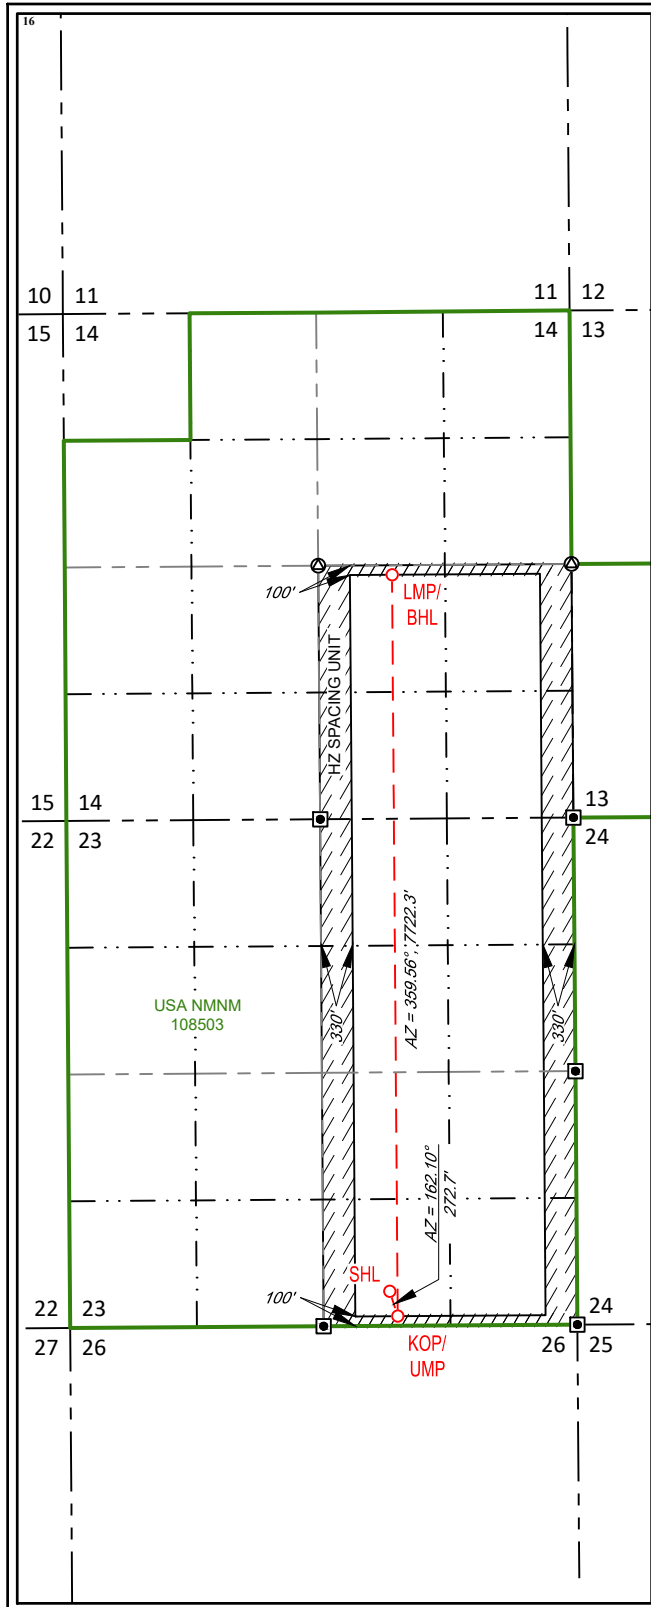 16
10 11
11 12
15 14
14 13
100'
LMP/
BHL
HZ SPACING UNIT
15 14
13
22 23
24
AZ = 359.56°, 7722.3'
USA NMNM
108503
330'
330'
AZ = 162.10°
272.7'
SHL
100'
22 23
24
27 26
26 25
KOP/
UMP